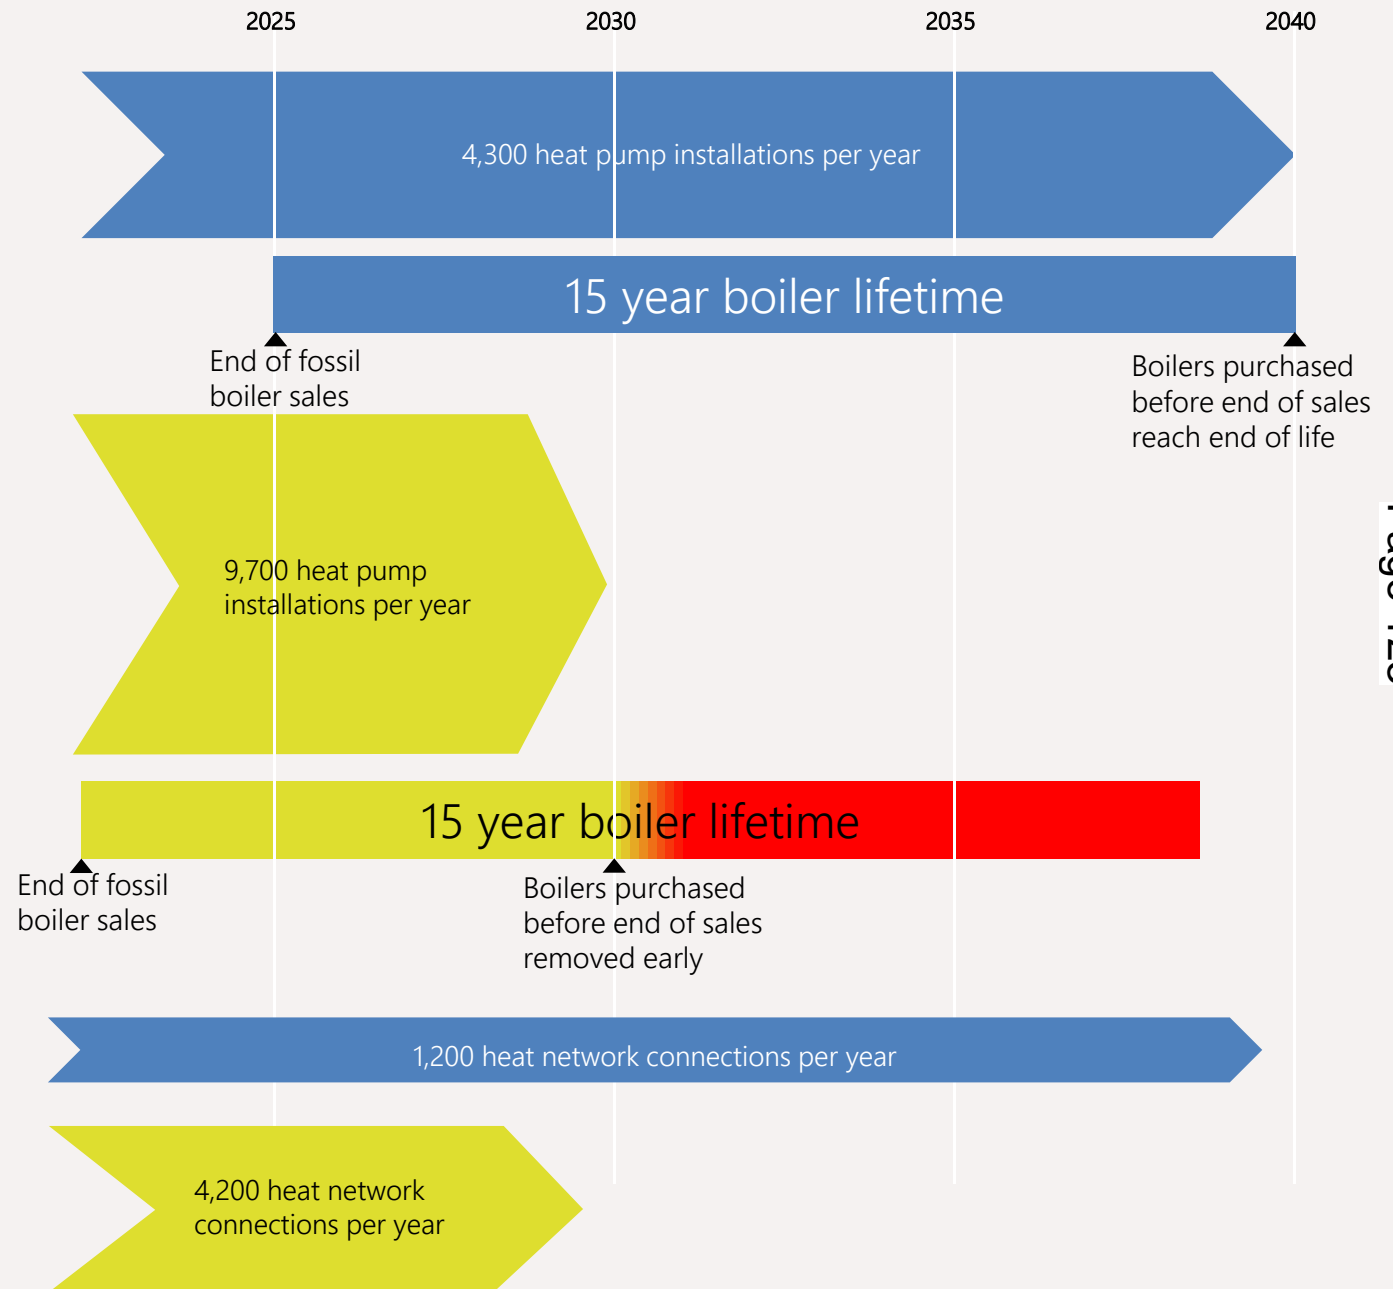 2025 2030 2035 2040
4,300 heat pump installations per year
15 year boiler lifetime
End of fossil
boiler sales
Boilers purchased
before end of sales
reach end of life
9,700 heat pump
installations per year
15 year boiler lifetime
End of fossil
boiler sales
Boilers purchased
before end of sales
removed early
1,200 heat network connections per year
4,200 heat network
connections per year